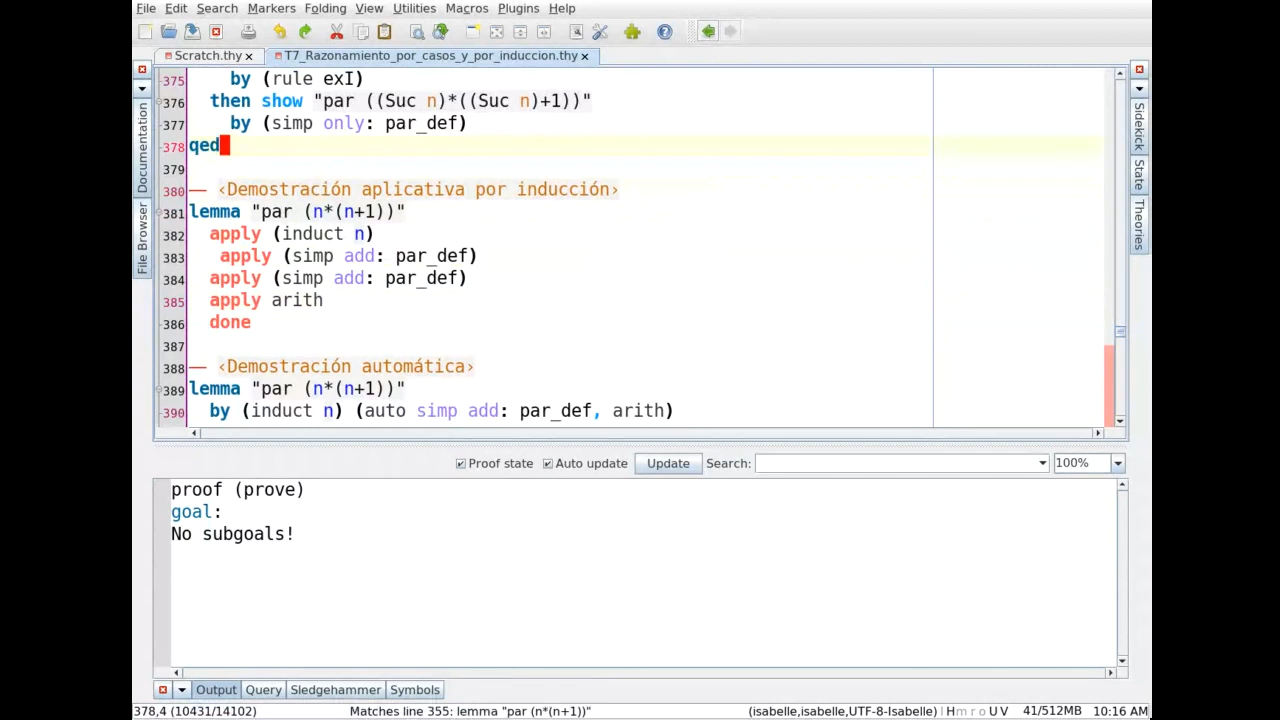 File Edit Search Markers Folding View Utilities Macros Plugins Help
Scratch.thy T7_Razonamiento_por_casos_y_por_induccion.thy
375 by (rule exI)
376 then show "par ((Suc n)*((Suc n)+1))"
377 by (simp only: par_def)
378 qed
379
380 — ‹Demostración aplicativa por inducción›
381 lemma "par (n*(n+1))"
382 apply (induct n)
383 apply (simp add: par_def)
384 apply (simp add: par_def)
385 apply arith
386 done
387
388 — ‹Demostración automática›
389 lemma "par (n*(n+1))"
390 by (induct n) (auto simp add: par_def, arith)
Documentation
File Browser
Sidekick
State
Theories
Proof state Auto update Update Search: 100%
proof (prove)
goal:
No subgoals!
Output Query Sledgehammer Symbols
378,4 (10431/14102) Matches line 355: lemma "par (n*(n+1))" (isabelle,isabelle,UTF-8-Isabelle) | H m r o U V 41/512MB 10:16 AM